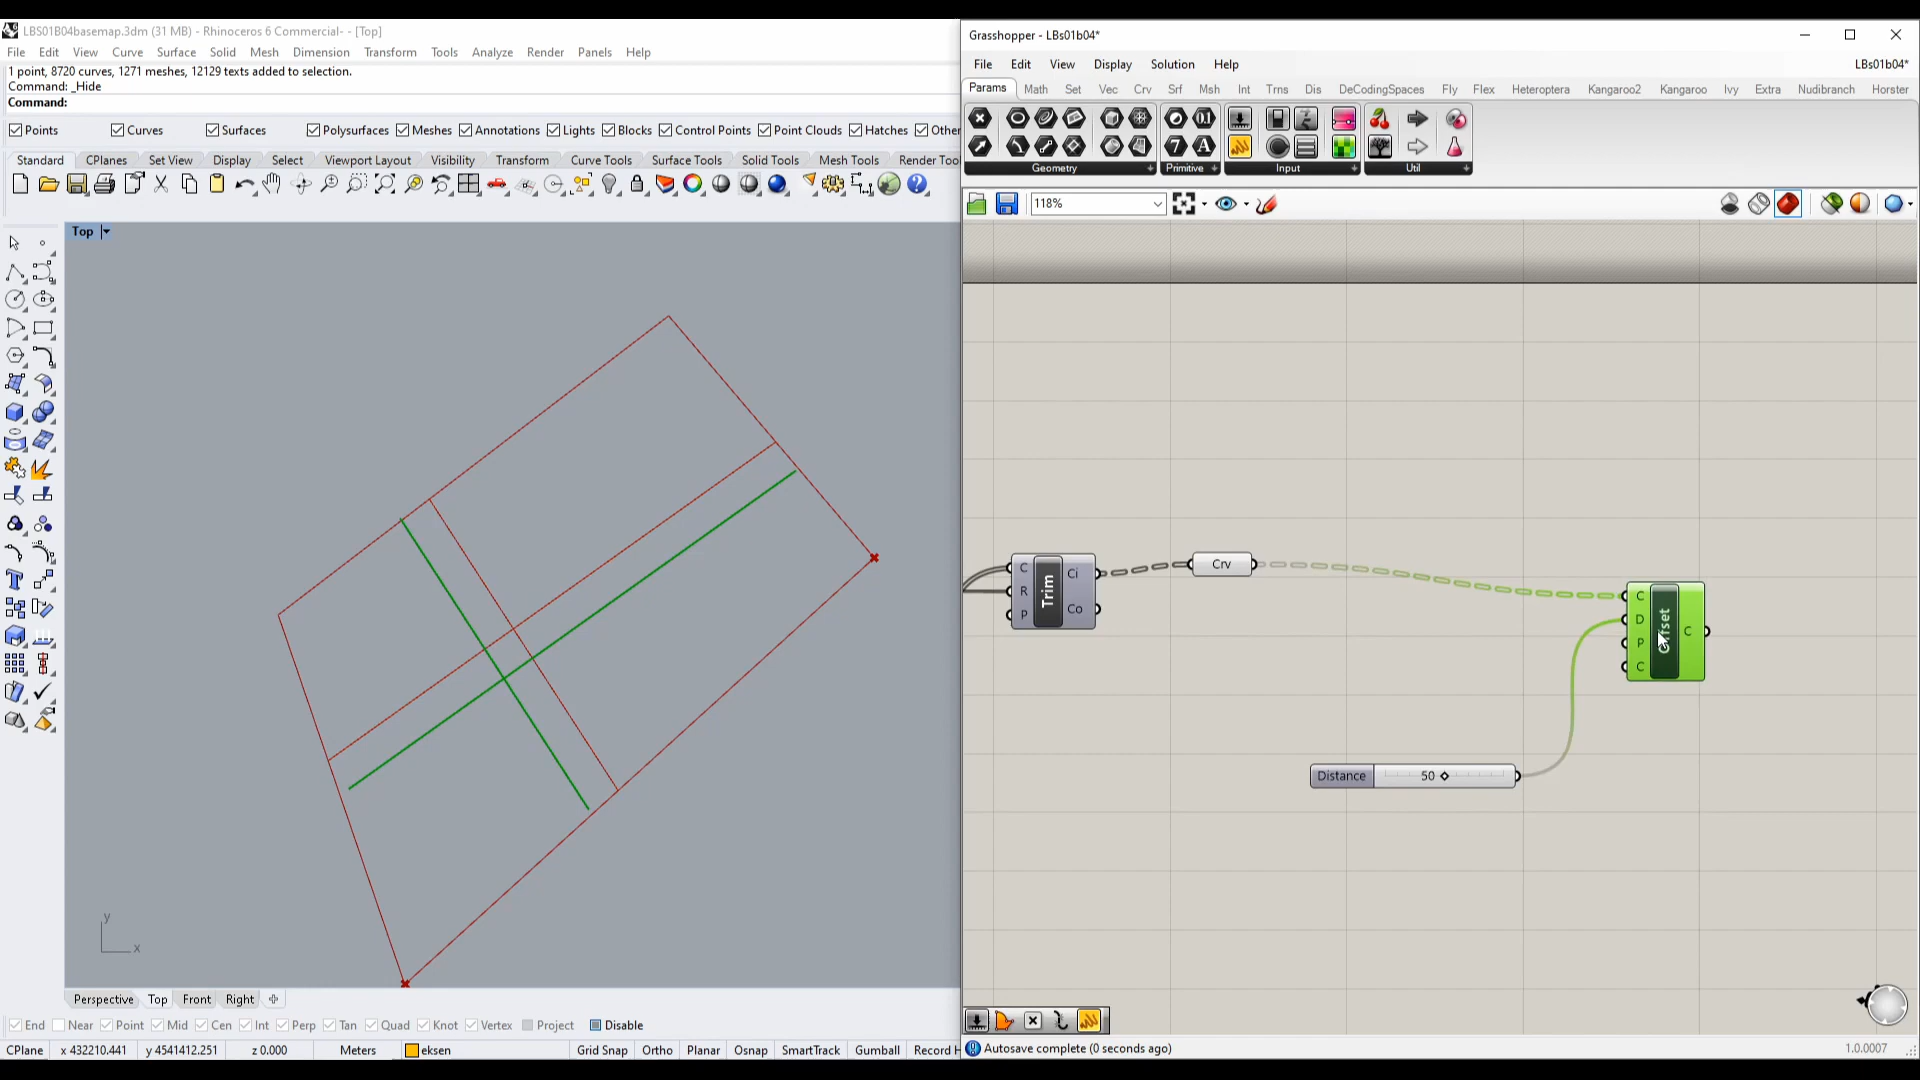 LBS01B04basemap.3dm (31 MB) - Rhinoceros 6 Commercial- - [Top]
File Edit View Curve Surface Solid Mesh Dimension Transform Tools Analyze Render Panels Help
1 point, 8720 curves, 1271 meshes, 12129 texts added to selection.
Command: _Hide
Command:
Points Curves Surfaces Polysurfaces Meshes Annotations Lights Blocks Control Points Point Clouds Hatches Other
Standard CPlanes Set View Display Select Viewport Layout Visibility Transform Curve Tools Surface Tools Solid Tools Mesh Tools Render Too
Top
y
x
Perspective Top Front Right
End Near Point Mid Cen Int Perp Tan Quad Knot Vertex Project Disable
CPlane x 432210.441 y 4541412.251 z 0.000 Meters eksen Grid Snap Ortho Planar Osnap SmartTrack Gumball Record H
Grasshopper - LBs01b04*
File Edit View Display Solution Help LBs01b04*
Params Math Set Vec Crv Srf Msh Int Trns Dis DeCodingSpaces Fly Flex Heteroptera Kangaroo2 Kangaroo Ivy Extra Nudibranch Horster
Geometry Primitive Input Util
118%
C R P Trim Ci Co
Crv
C D P C Offset C
Distance 50
Autosave complete (0 seconds ago) 1.0.0007